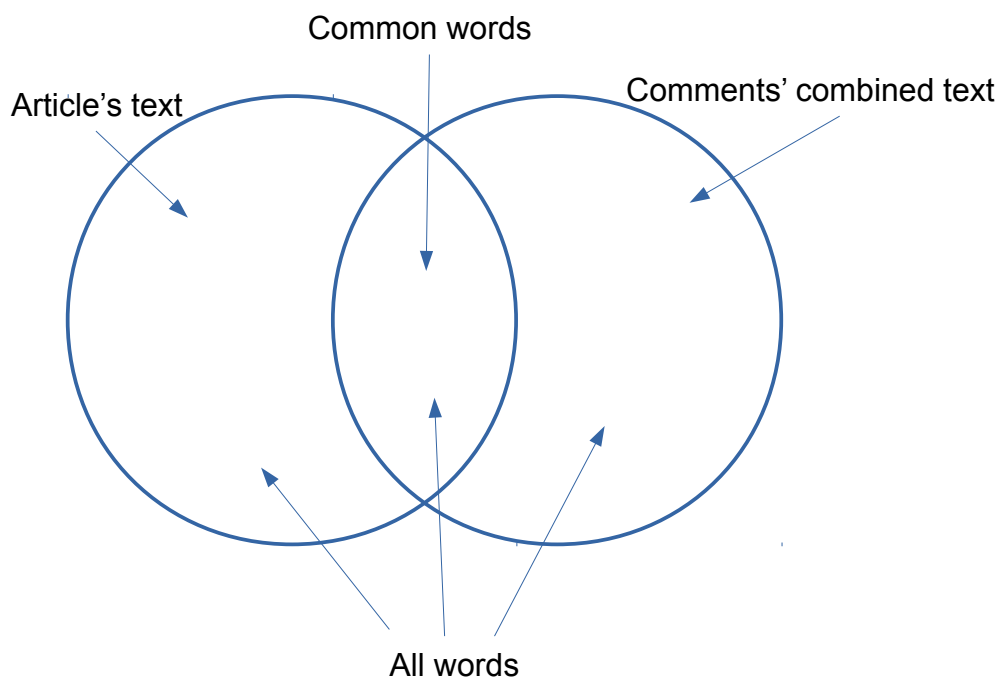 Common words
Article’s text
Comments’ combined text
All words